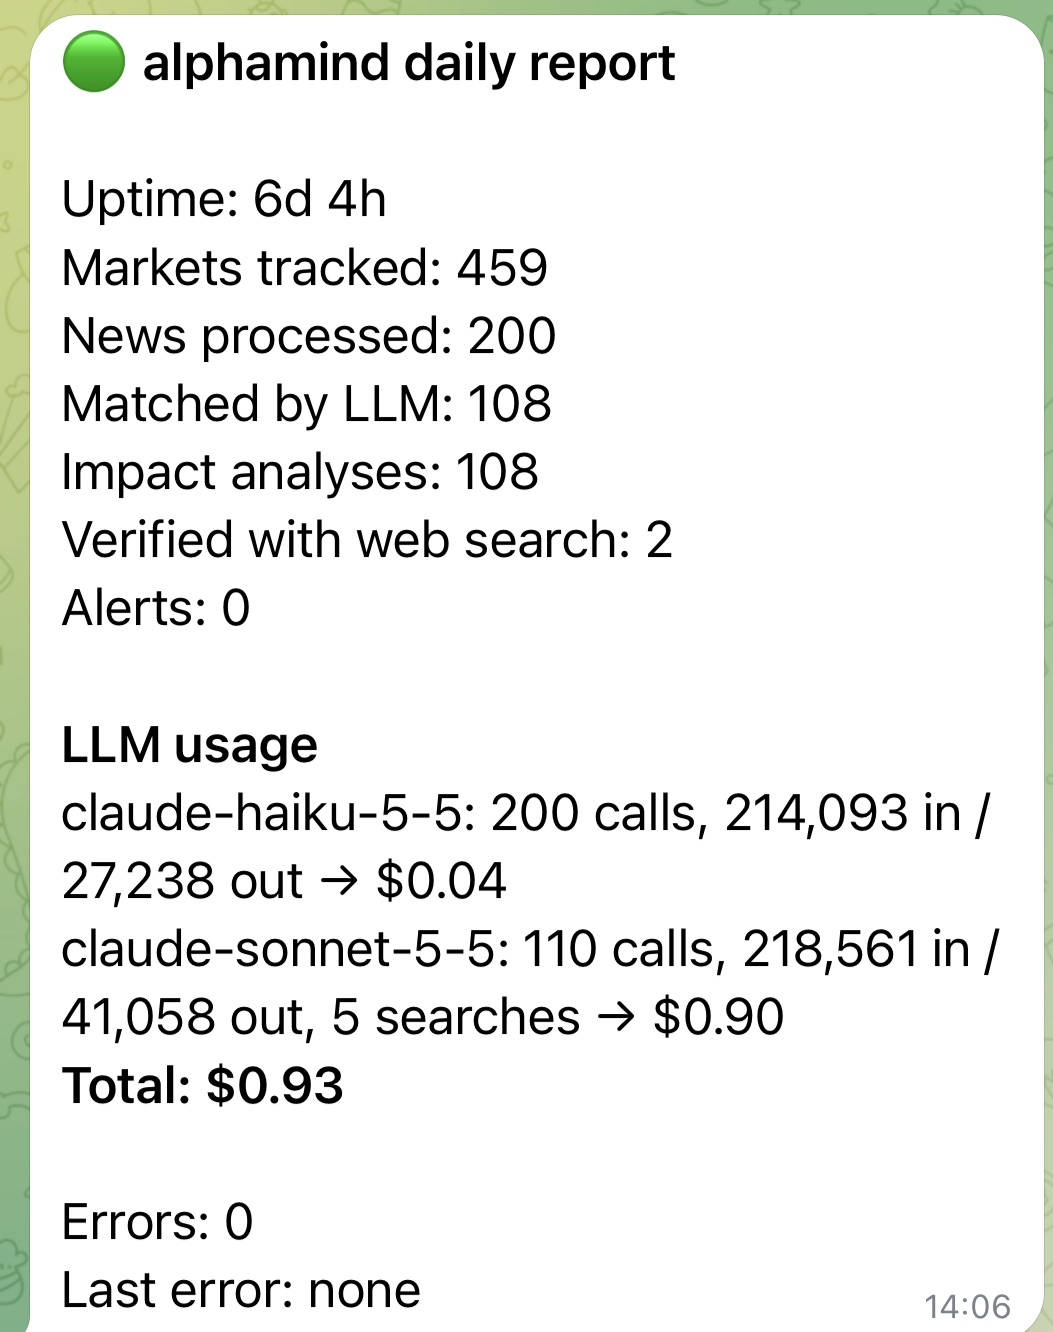 🟢 alphamind daily report
Uptime: 6d 4h
Markets tracked: 459
News processed: 200
Matched by LLM: 108
Impact analyses: 108
Verified with web search: 2
Alerts: 0
LLM usage
claude-haiku-5-5: 200 calls, 214,093 in /
27,238 out → $0.04
claude-sonnet-5-5: 110 calls, 218,561 in /
41,058 out, 5 searches → $0.90
Total: $0.93
Errors: 0
Last error: none
14:06